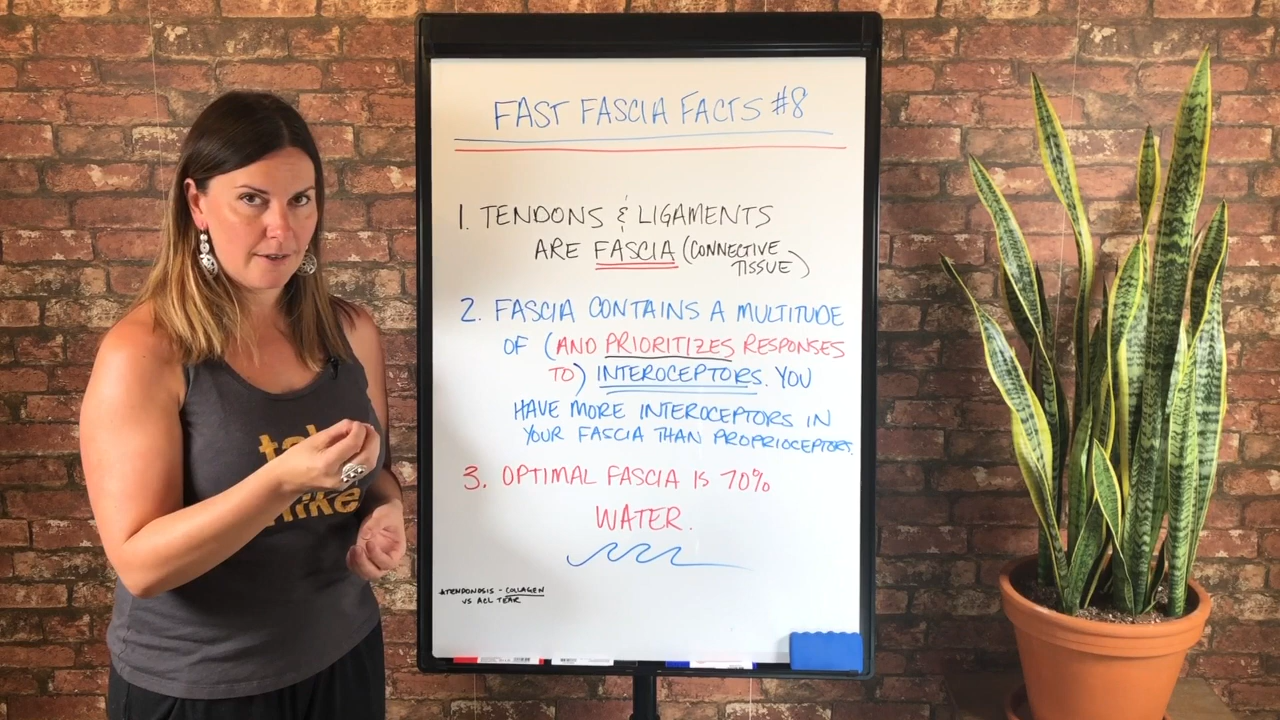 FAST FASCIA FACTS #8
1. TENDONS & LIGAMENTS
ARE FASCIA (CONNECTIVE
TISSUE)
2. FASCIA CONTAINS A MULTITUDE
OF (AND PRIORITIZES RESPONSES
TO) INTEROCEPTORS. YOU
HAVE MORE INTEROCEPTORS IN
YOUR FASCIA THAN PROPRIOCEPTORS.
3. OPTIMAL FASCIA IS 70%
WATER.
*TENDONOSIS - COLLAGEN
VS ACL TEAR